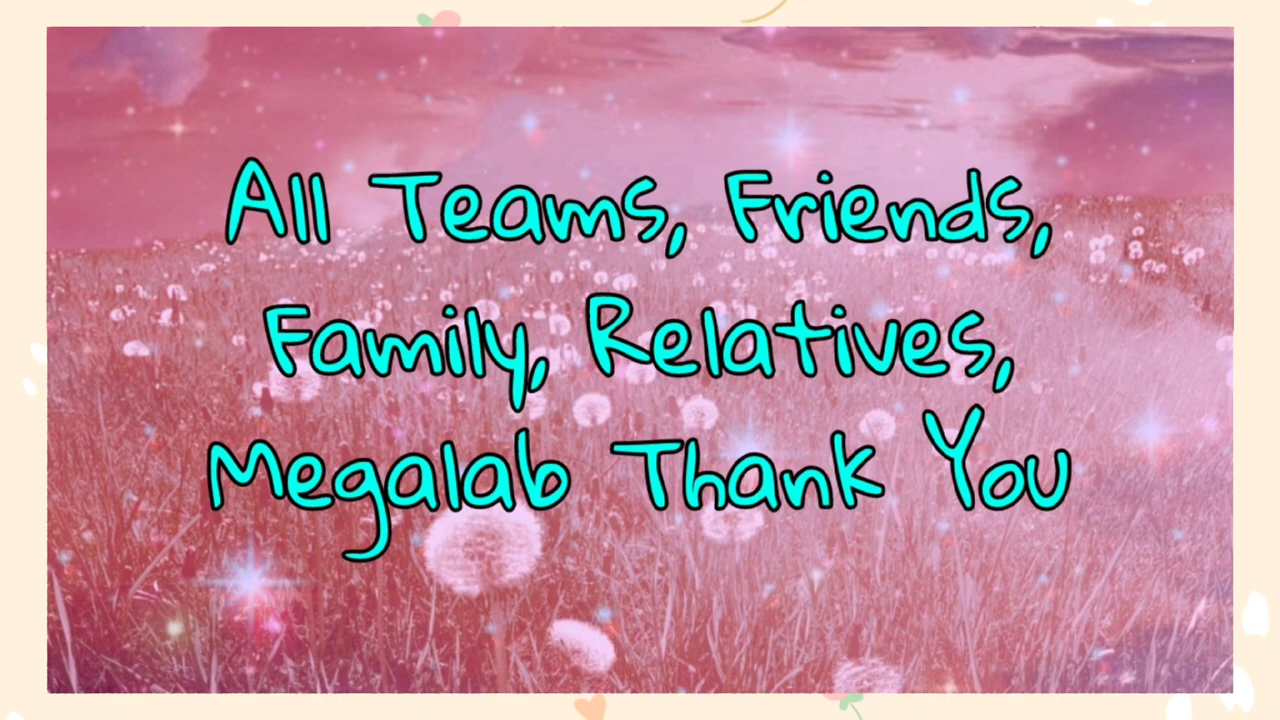 All Teams, Friends,
Family, Relatives,
Megalab Thank You